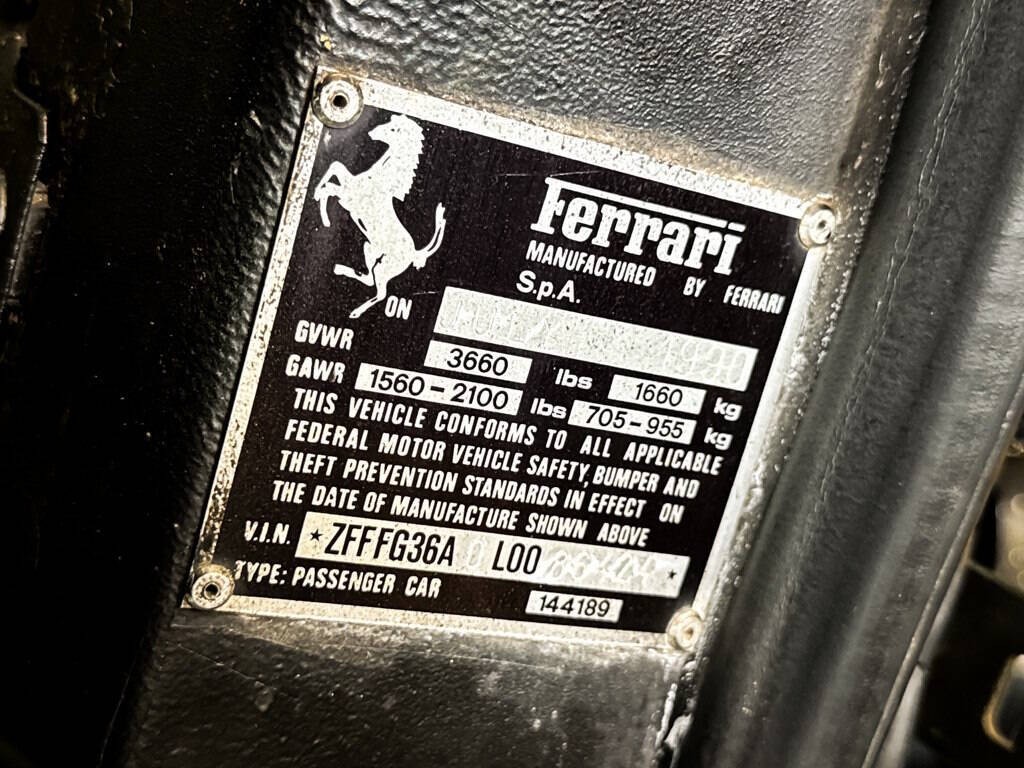 Ferrari
MANUFACTURED BY FERRARI
S.p.A.
ON
GVWR 3660 lbs 1660 kg
GAWR 1560-2100 lbs 705-955 kg
THIS VEHICLE CONFORMS TO ALL APPLICABLE
FEDERAL MOTOR VEHICLE SAFETY, BUMPER AND
THEFT PREVENTION STANDARDS IN EFFECT ON
THE DATE OF MANUFACTURE SHOWN ABOVE
V.I.N. *ZFFFG36A L00 *
TYPE: PASSENGER CAR 144189